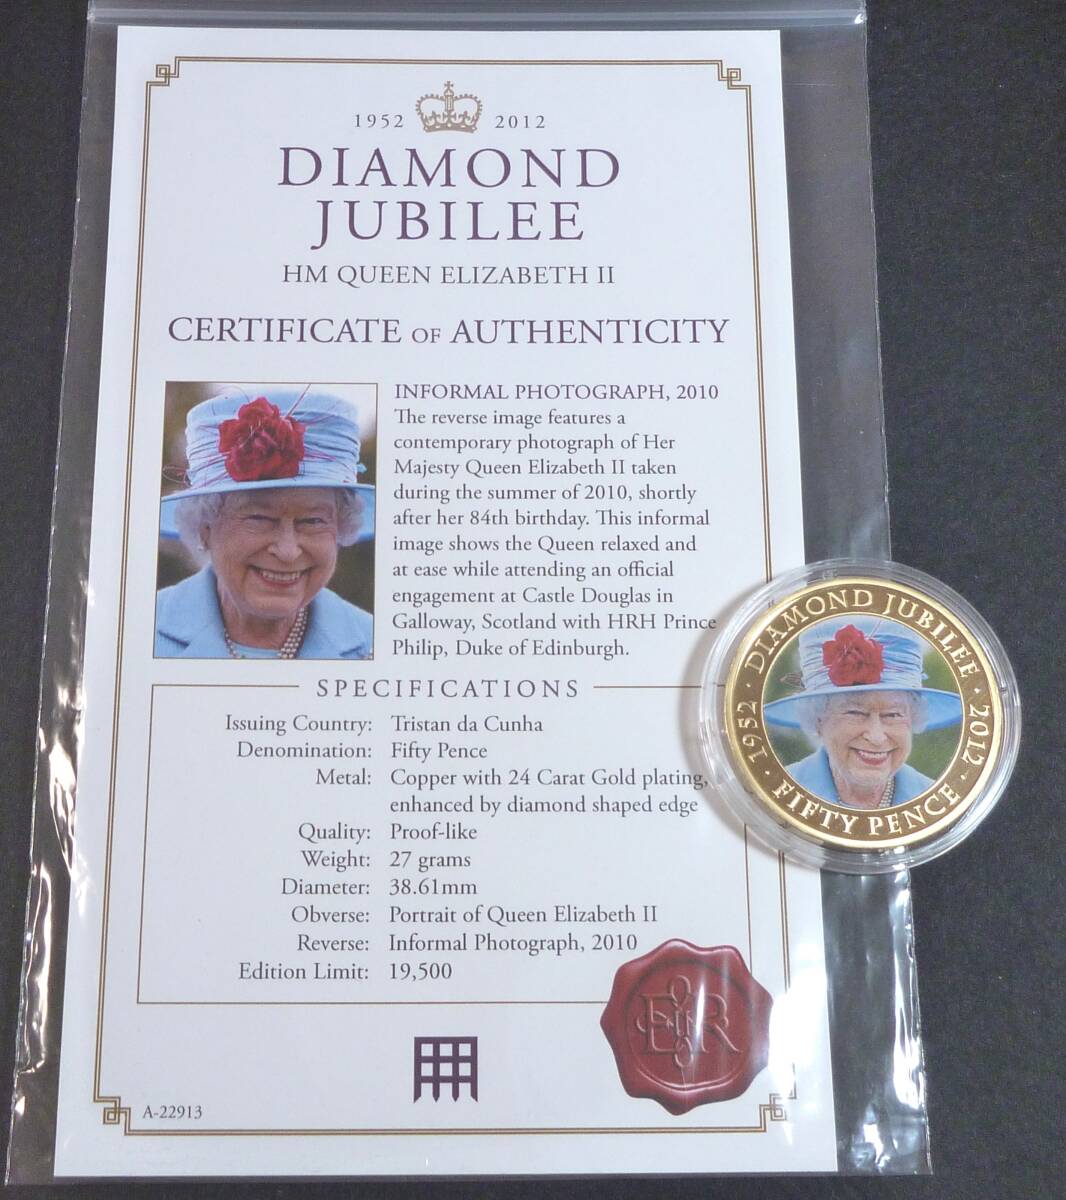 1952 2012
DIAMOND
JUBILEE
HM QUEEN ELIZABETH II
CERTIFICATE OF AUTHENTICITY
INFORMAL PHOTOGRAPH, 2010
The reverse image features a
contemporary photograph of Her
Majesty Queen Elizabeth II taken
during the summer of 2010, shortly
after her 84th birthday. This informal
image shows the Queen relaxed and
at ease while attending an official
engagement at Castle Douglas in
Galloway, Scotland with HRH Prince
Philip, Duke of Edinburgh.
SPECIFICATIONS
Issuing Country: Tristan da Cunha
Denomination: Fifty Pence
Metal: Copper with 24 Carat Gold plating,
enhanced by diamond shaped edge
Quality: Proof-like
Weight: 27 grams
Diameter: 38.61mm
Obverse: Portrait of Queen Elizabeth II
Reverse: Informal Photograph, 2010
Edition Limit: 19,500
EIIR
A-22913
1952 · DIAMOND JUBILEE · 2012
· FIFTY PENCE ·